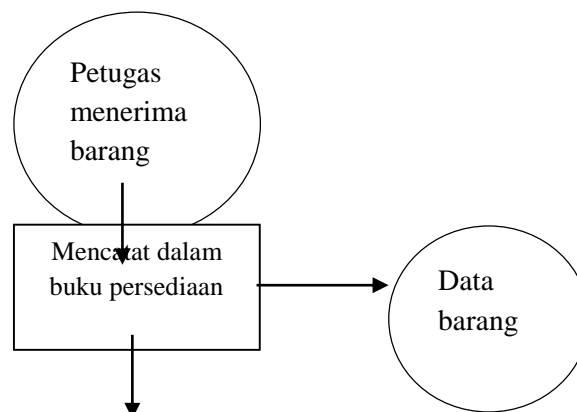 Petugas
menerima
barang
Mencatat dalam
buku persediaan
Data
barang